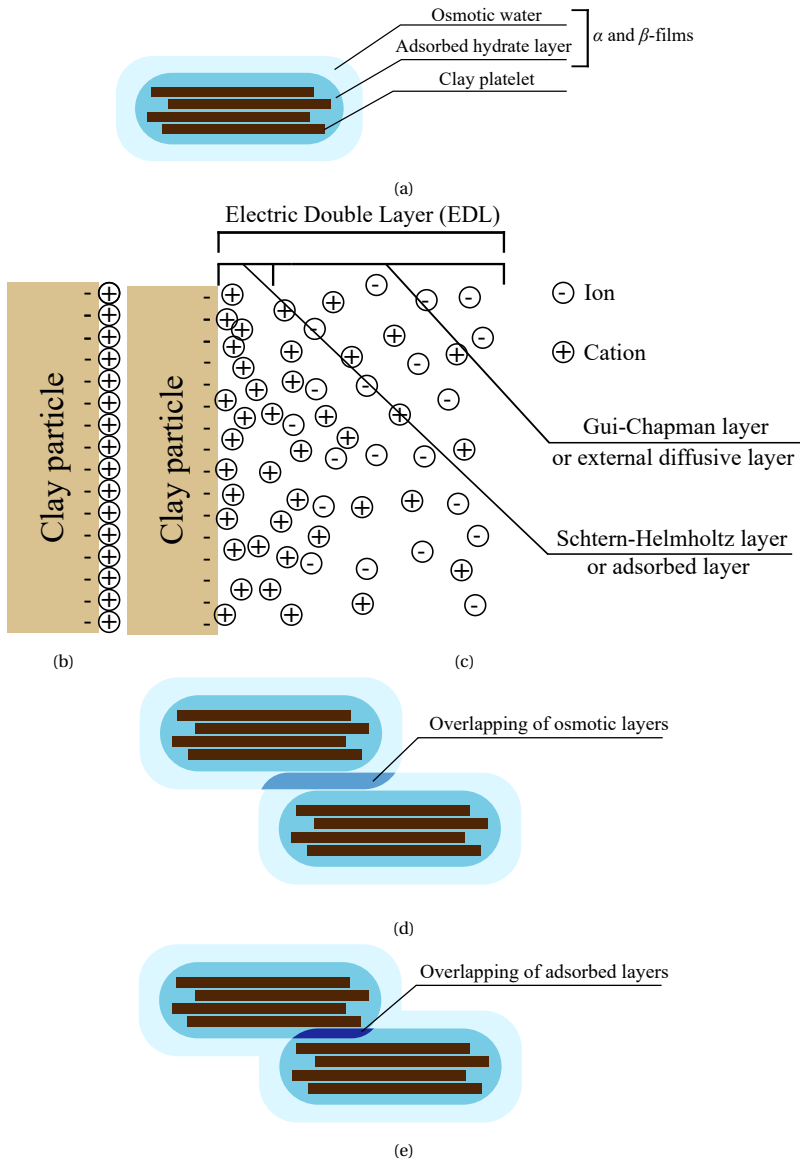 Osmotic water
Adsorbed hydrate layer
α and β-films
Clay platelet
(a)
Electric Double Layer (EDL)
Ion
Cation
Clay particle
Clay particle
Gui-Chapman layer
or external diffusive layer
Schtern-Helmholtz layer
or adsorbed layer
(b)
(c)
Overlapping of osmotic layers
(d)
Overlapping of adsorbed layers
(e)